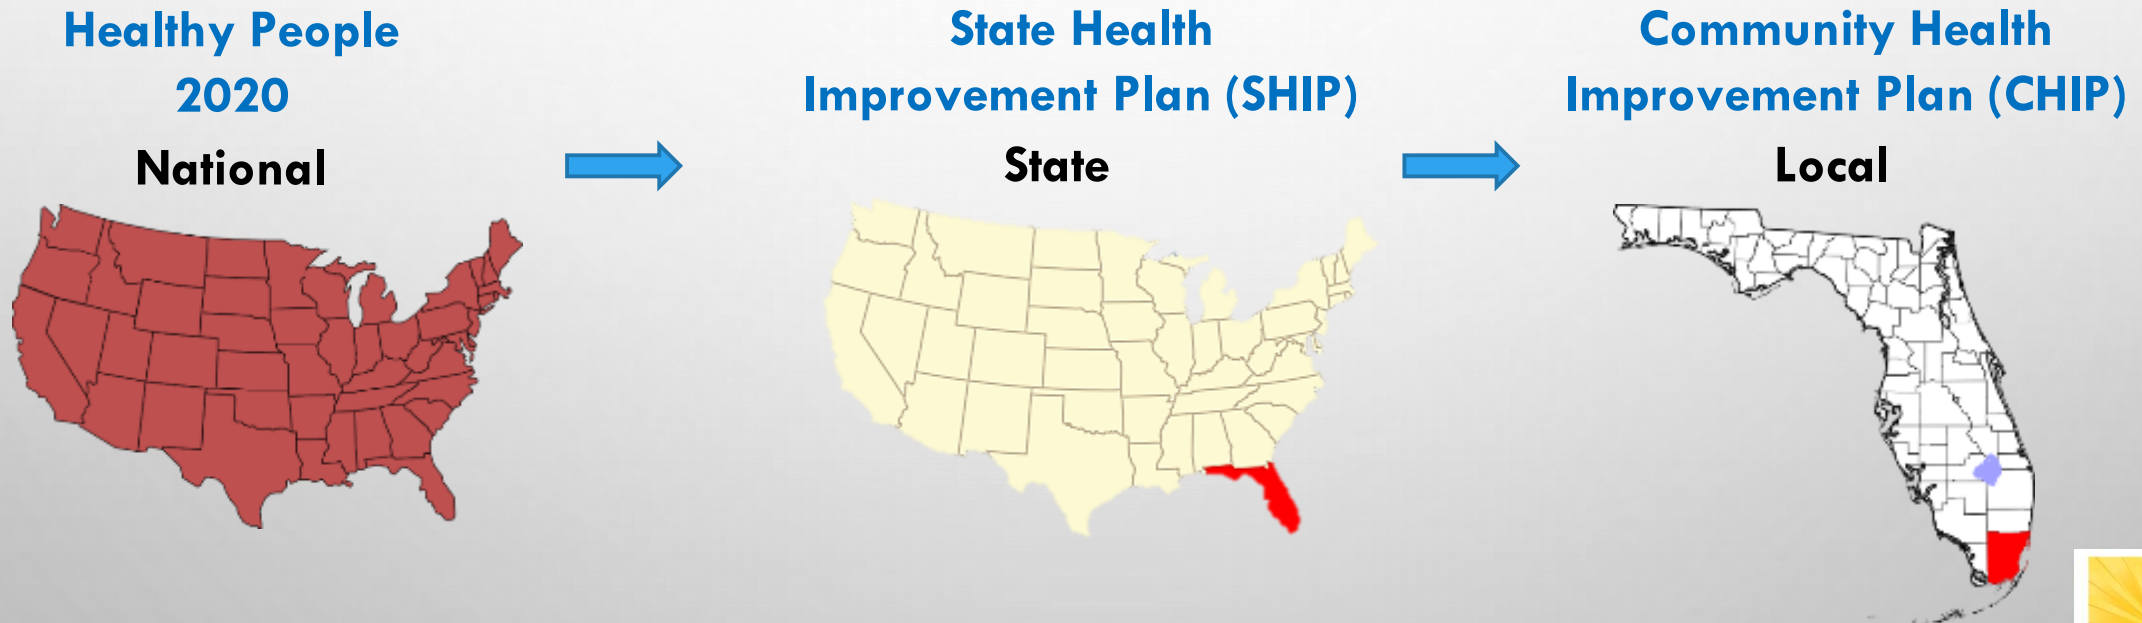 Healthy People
2020
National
State Health
Improvement Plan (SHIP)
State
Community Health
Improvement Plan (CHIP)
Local